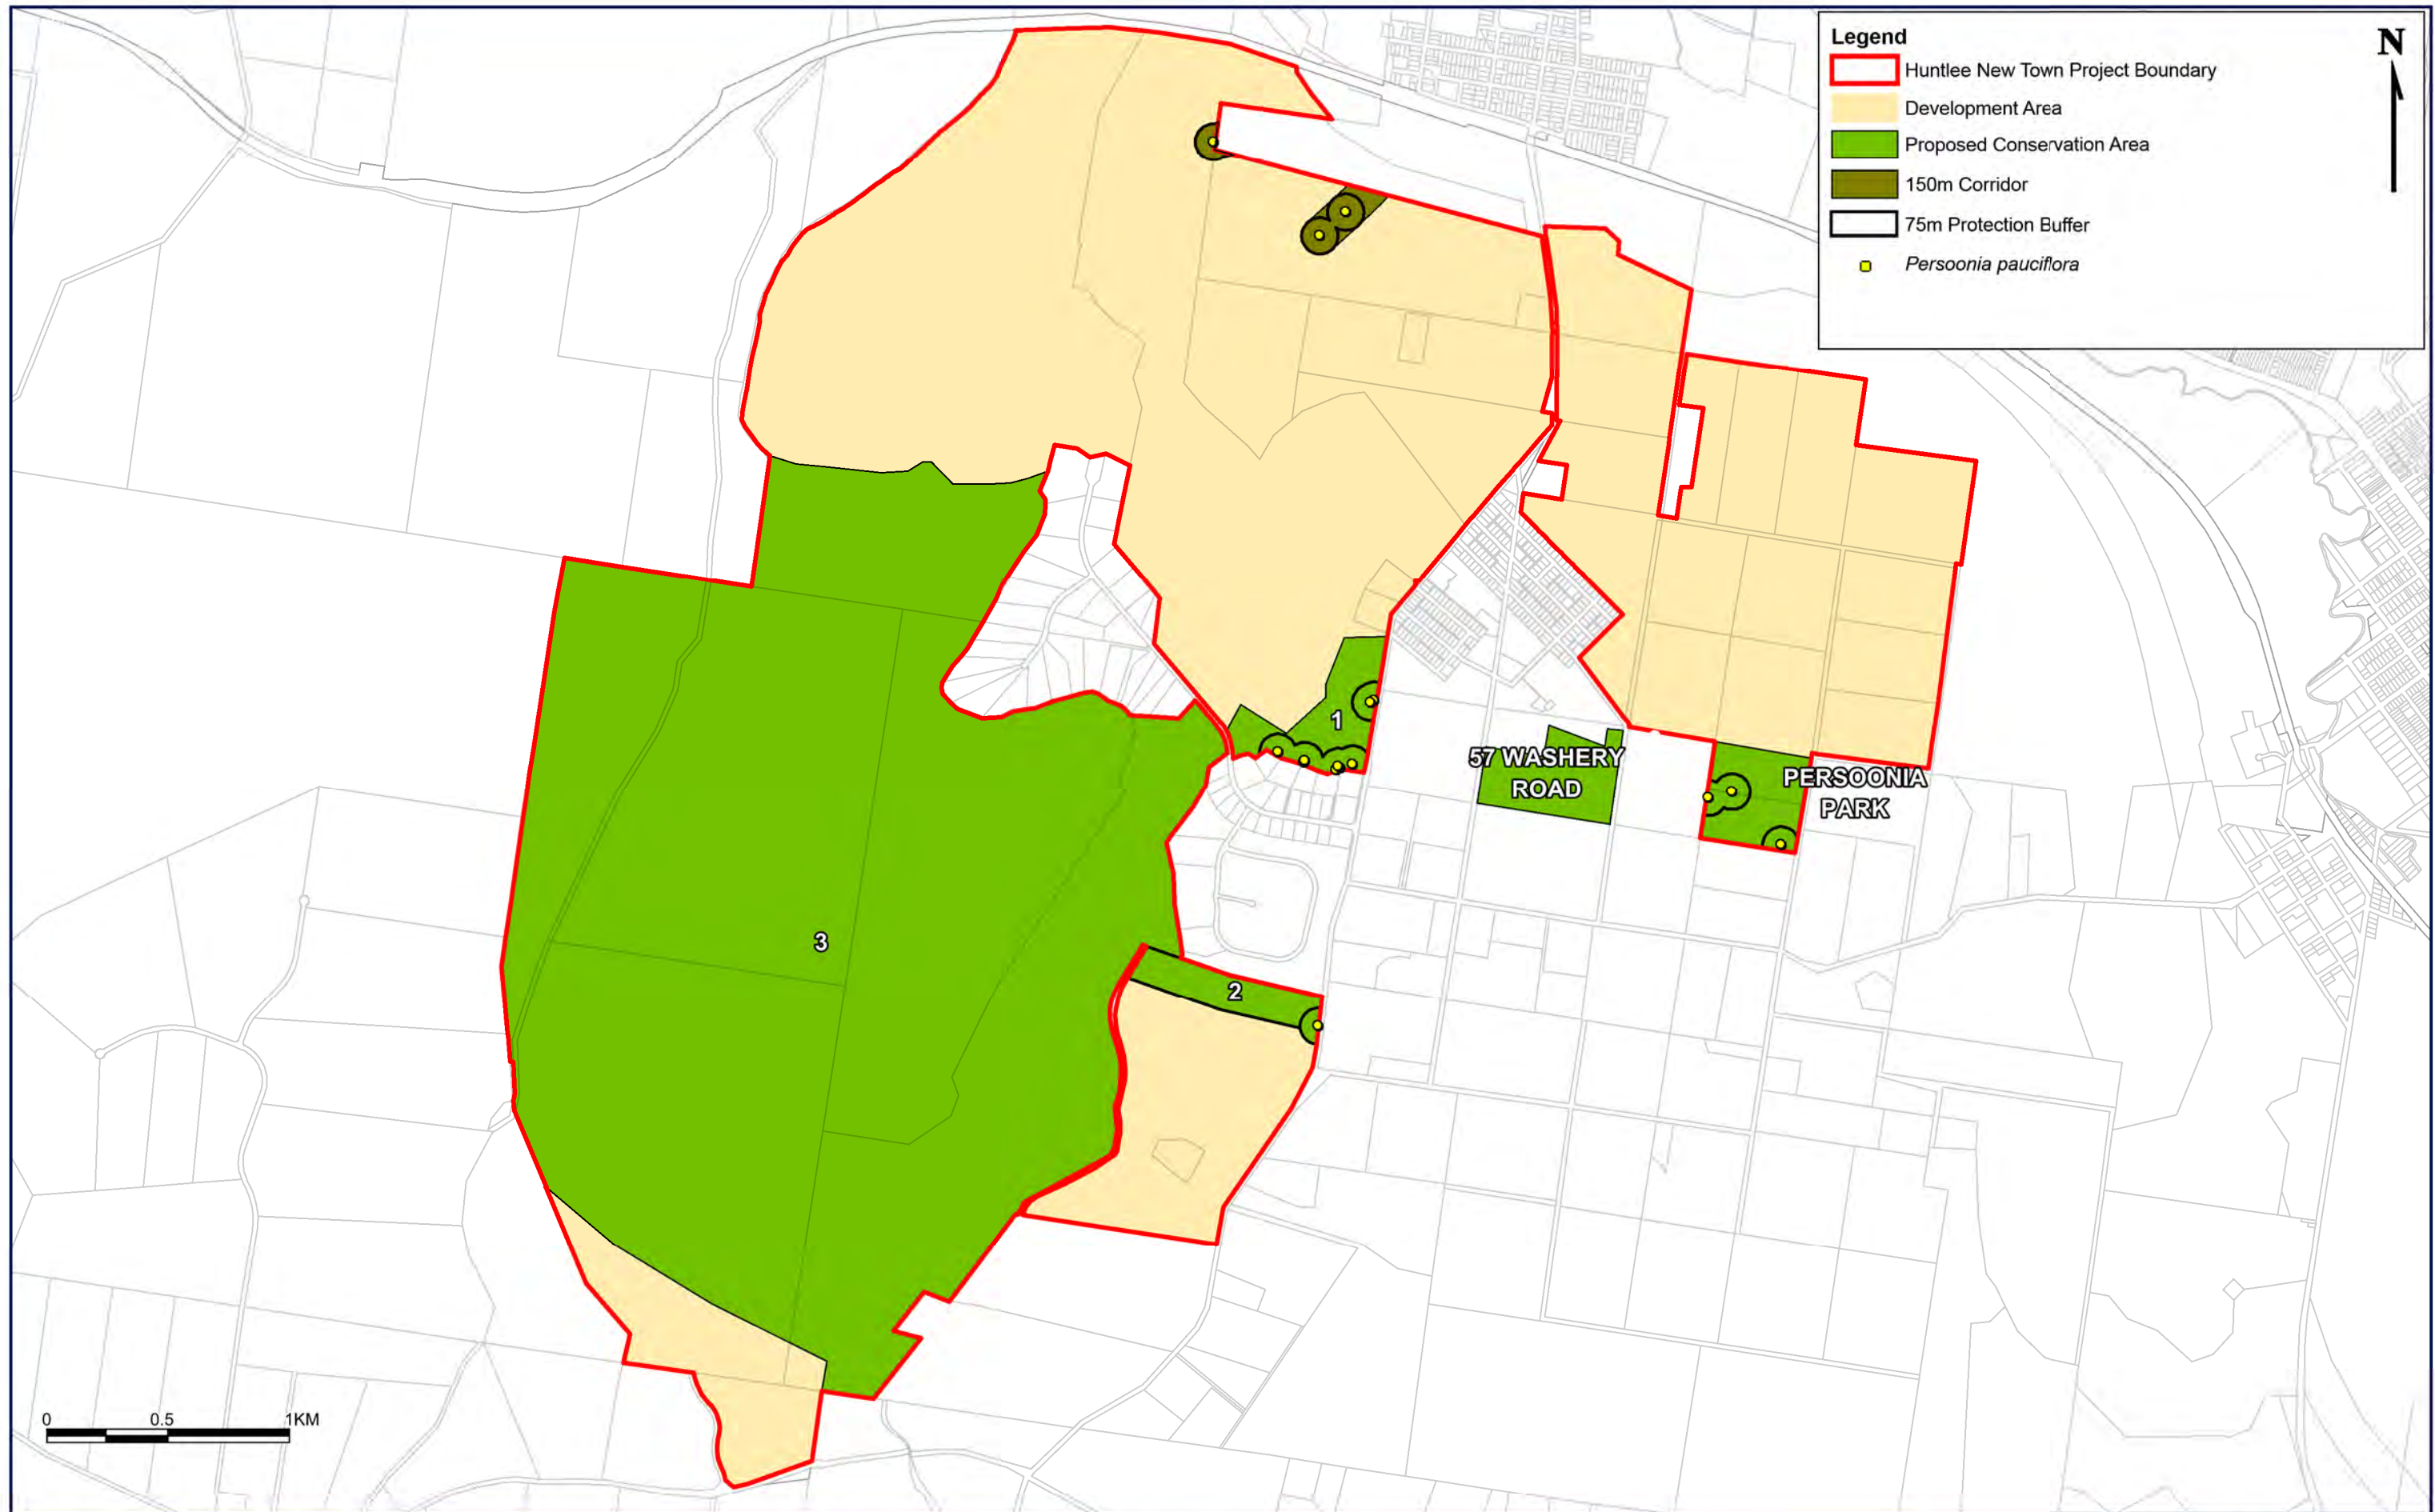 Legend
N
Huntlee New Town Project Boundary
Development Area
Proposed Conservation Area
150m Corridor
75m Protection Buffer
Persoonia pauciflora
1
57 WASHERY
ROAD
PERSOONIA
PARK
3
2
0 0.5 1KM